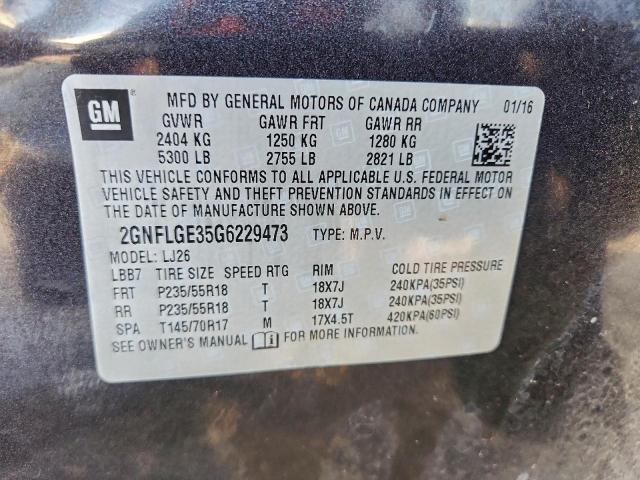 GM ® MFD BY GENERAL MOTORS OF CANADA COMPANY 01/16
GVWR GAWR FRT GAWR RR
2404 KG 1250 KG 1280 KG
5300 LB 2755 LB 2821 LB
THIS VEHICLE CONFORMS TO ALL APPLICABLE U.S. FEDERAL MOTOR
VEHICLE SAFETY AND THEFT PREVENTION STANDARDS IN EFFECT ON
THE DATE OF MANUFACTURE SHOWN ABOVE.
2GNFLGE35G6229473 TYPE: M.P.V.
MODEL: LJ26
LBB7 TIRE SIZE SPEED RTG RIM COLD TIRE PRESSURE
FRT P235/55R18 T 18X7J 240KPA(35PSI)
RR P235/55R18 T 18X7J 240KPA(35PSI)
SPA T145/70R17 M 17X4.5T 420KPA(60PSI)
SEE OWNER'S MANUAL FOR MORE INFORMATION.